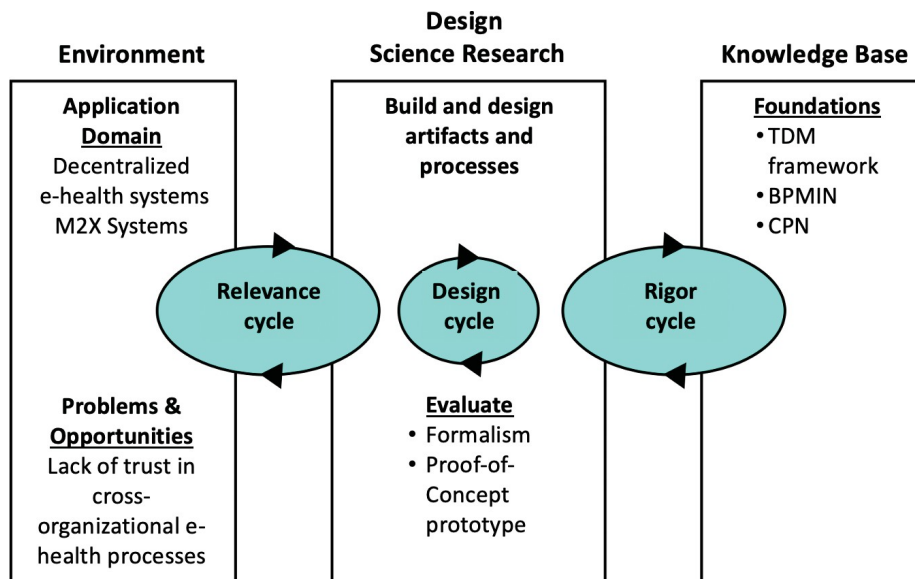 Environment
Application
Domain
Decentralized
e-health systems
M2X Systems
Problems &
Opportunities
Lack of trust in
cross-
organizational e-
health processes
Relevance
cycle
Design
Science Research
Build and design
artifacts and
processes
Design
cycle
Evaluate
• Formalism
• Proof-of-
Concept
prototype
Rigor
cycle
Knowledge Base
Foundations
• TDM
framework
• BPMIN
• CPN